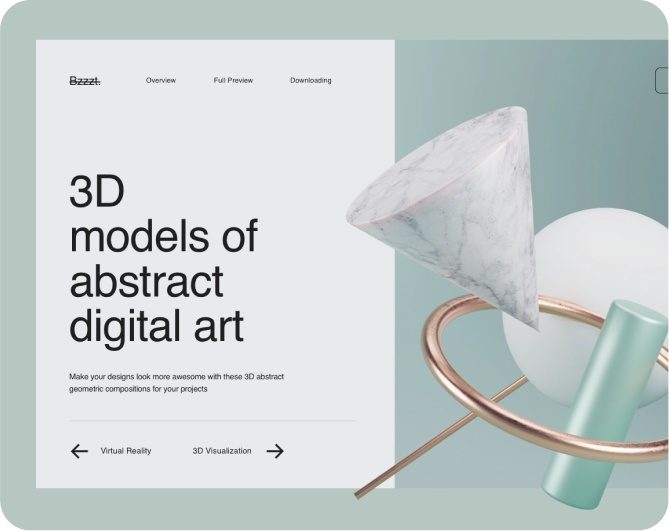 Bzzzt.
Overview
Full Preview
Downloading
3D
models of
abstract
digital art
Make your designs look more awesome with these 3D abstract
geometric compositions for your projects
Virtual Reality
3D Visualization